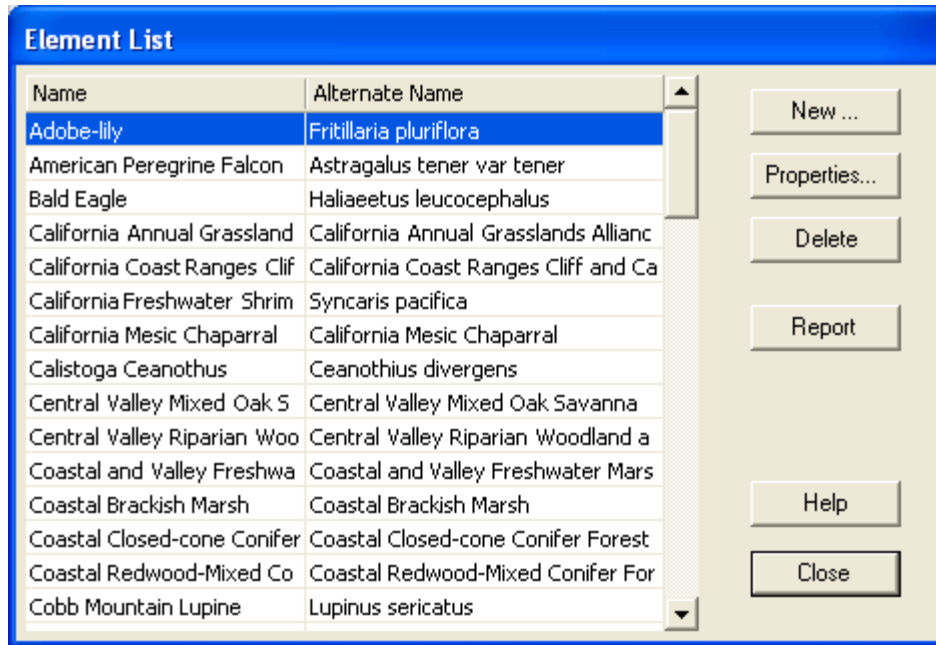 Element List
Name Alternate Name
Adobe-lily Fritillaria pluriflora
American Peregrine Falcon Astragalus tener var tener
Bald Eagle Haliaeetus leucocephalus
California Annual Grassland California Annual Grasslands Allianc
California Coast Ranges Clif California Coast Ranges Cliff and Ca
California Freshwater Shrim Syncaris pacifica
California Mesic Chaparral California Mesic Chaparral
Calistoga Ceanothus Ceanothius divergens
Central Valley Mixed Oak S Central Valley Mixed Oak Savanna
Central Valley Riparian Woo Central Valley Riparian Woodland a
Coastal and Valley Freshwa Coastal and Valley Freshwater Mars
Coastal Brackish Marsh Coastal Brackish Marsh
Coastal Closed-cone Conifer Coastal Closed-cone Conifer Forest
Coastal Redwood-Mixed Co Coastal Redwood-Mixed Conifer For
Cobb Mountain Lupine Lupinus sericatus
New ...
Properties...
Delete
Report
Help
Close